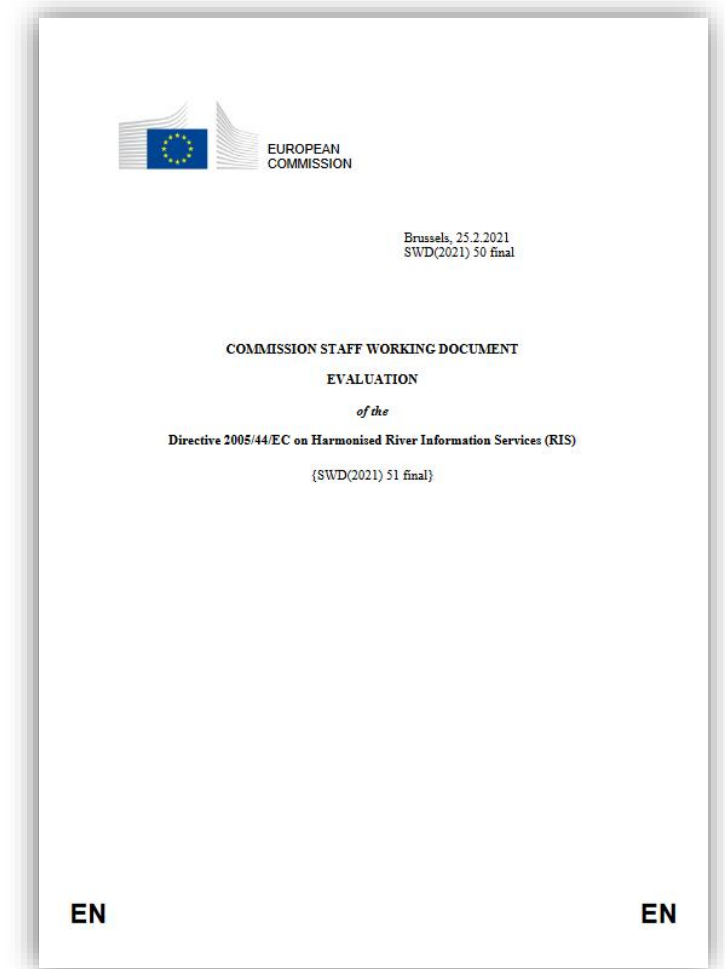 EUROPEAN
COMMISSION
Brussels, 25.2.2021
SWD(2021) 50 final
COMMISSION STAFF WORKING DOCUMENT
EVALUATION
of the
Directive 2005/44/EC on Harmonised River Information Services (RIS)
{SWD(2021) 51 final}
EN EN